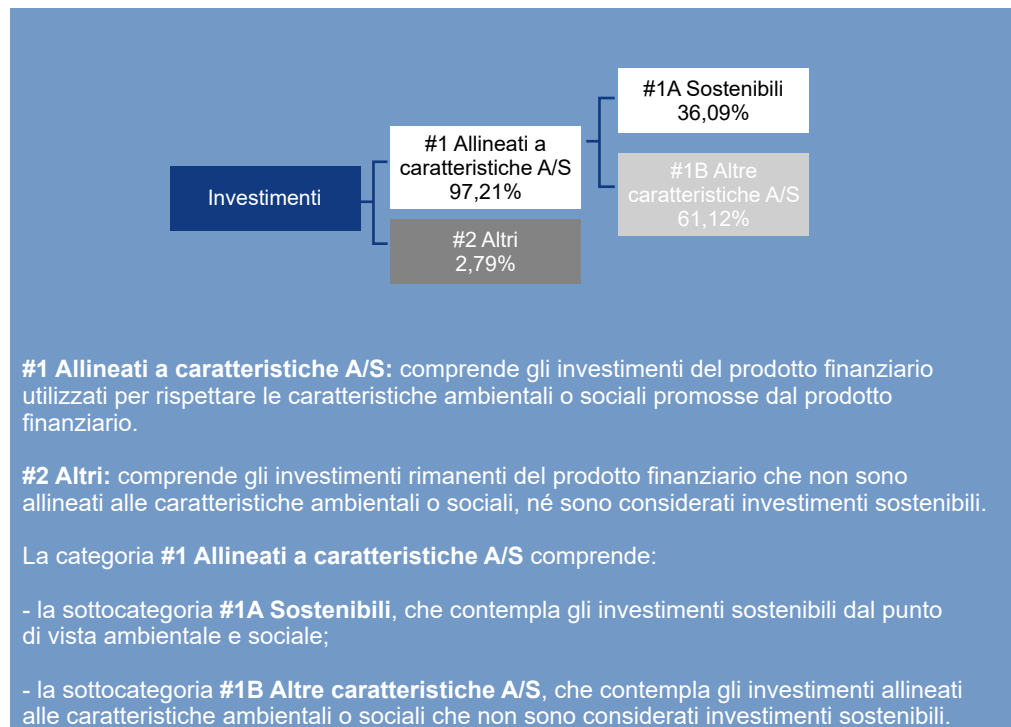 #1A Sostenibili
36,09%
#1 Allineati a
caratteristiche A/S
97,21%
#1B Altre
caratteristiche A/S
61,12%
Investimenti
#2 Altri
2,79%
#1 Allineati a caratteristiche A/S: comprende gli investimenti del prodotto finanziario
utilizzati per rispettare le caratteristiche ambientali o sociali promosse dal prodotto
finanziario.
#2 Altri: comprende gli investimenti rimanenti del prodotto finanziario che non sono
allineati alle caratteristiche ambientali o sociali, né sono considerati investimenti sostenibili.
La categoria #1 Allineati a caratteristiche A/S comprende:
- la sottocategoria #1A Sostenibili, che contempla gli investimenti sostenibili dal punto
di vista ambientale e sociale;
- la sottocategoria #1B Altre caratteristiche A/S, che contempla gli investimenti allineati
alle caratteristiche ambientali o sociali che non sono considerati investimenti sostenibili.